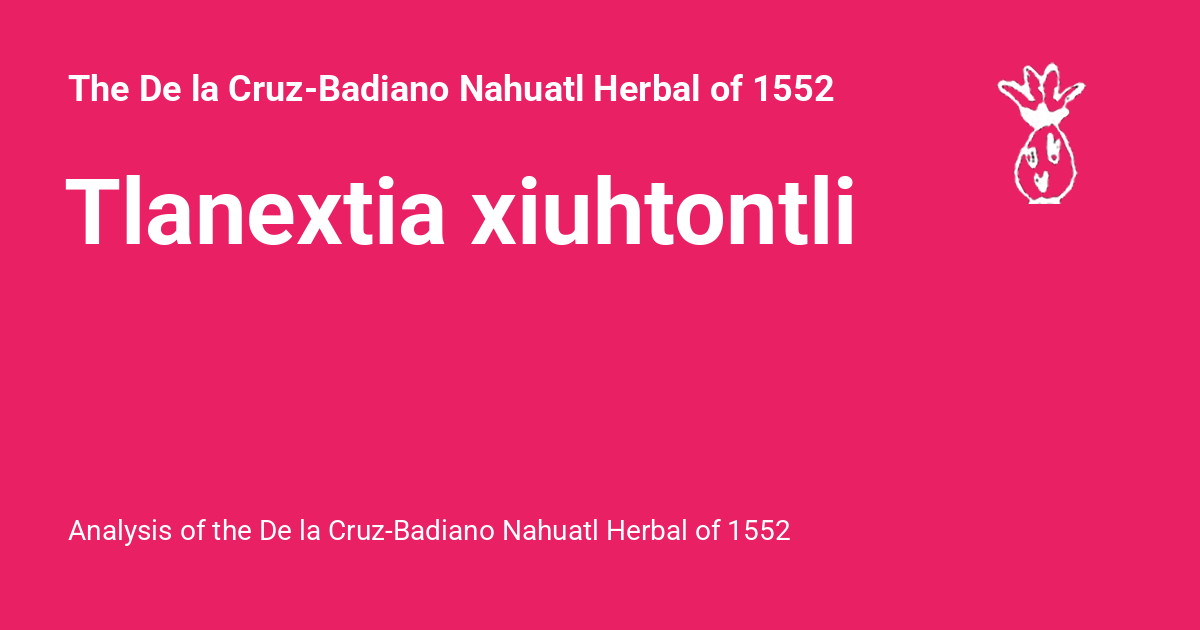 The De la Cruz-Badiano Nahuatl Herbal of 1552
Tlanextia xiuhtontli
Analysis of the De la Cruz-Badiano Nahuatl Herbal of 1552